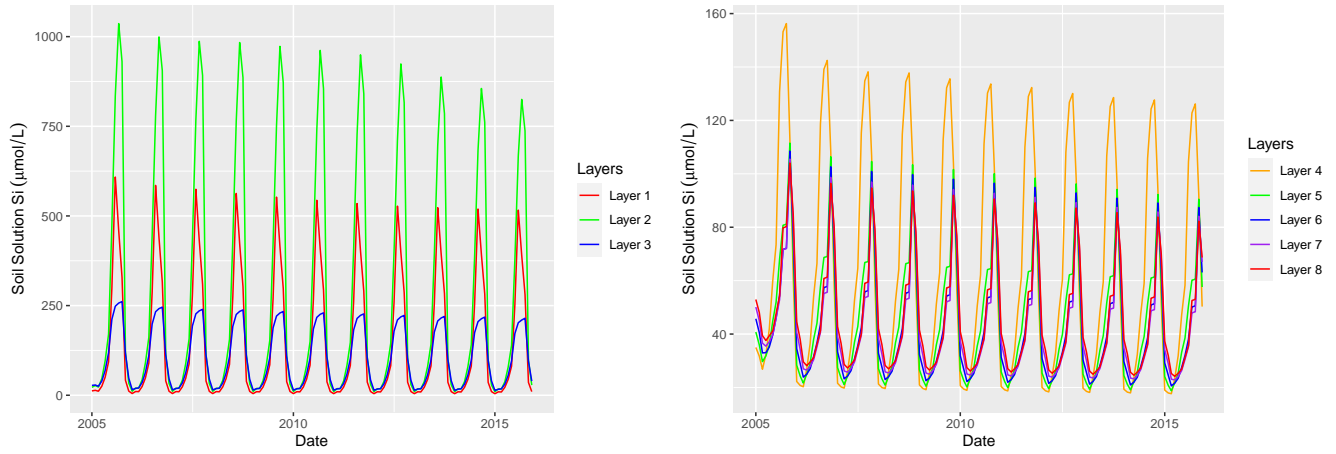 Soil Solution Si (μmol/L)
1000
750
500
250
0
2005
2010
2015
Date
Layers
Layer 1
Layer 2
Layer 3
Soil Solution Si (μmol/L)
160
120
80
40
2005
2010
2015
Date
Layers
Layer 4
Layer 5
Layer 6
Layer 7
Layer 8